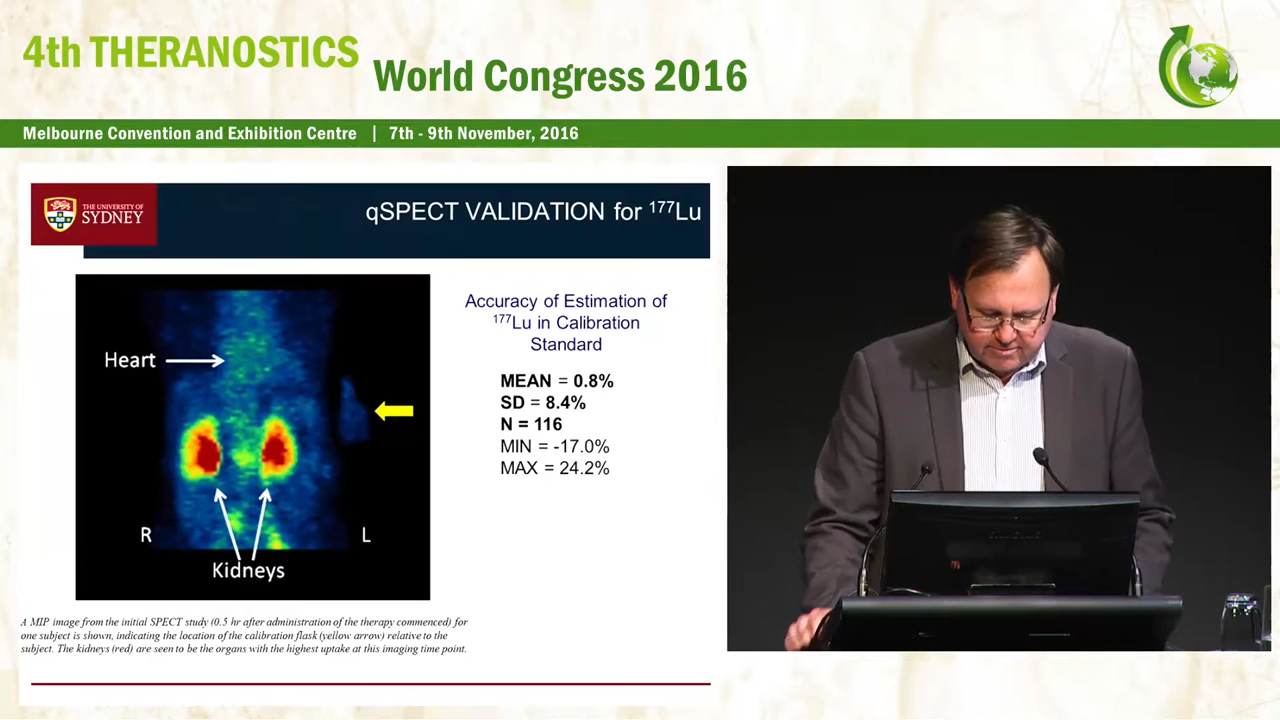 4th THERANOSTICS
World Congress 2016
Melbourne Convention and Exhibition Centre | 7th - 9th November, 2016
THE UNIVERSITY OF
SYDNEY
qSPECT VALIDATION for ¹⁷⁷Lu
Heart
R
L
Kidneys
Accuracy of Estimation of
¹⁷⁷Lu in Calibration
Standard
MEAN = 0.8%
SD = 8.4%
N = 116
MIN = -17.0%
MAX = 24.2%
A MIP image from the initial SPECT study (0.5 hr after administration of the therapy commenced) for
one subject is shown, indicating the location of the calibration flask (yellow arrow) relative to the
subject. The kidneys (red) are seen to be the organs with the highest uptake at this imaging time point.